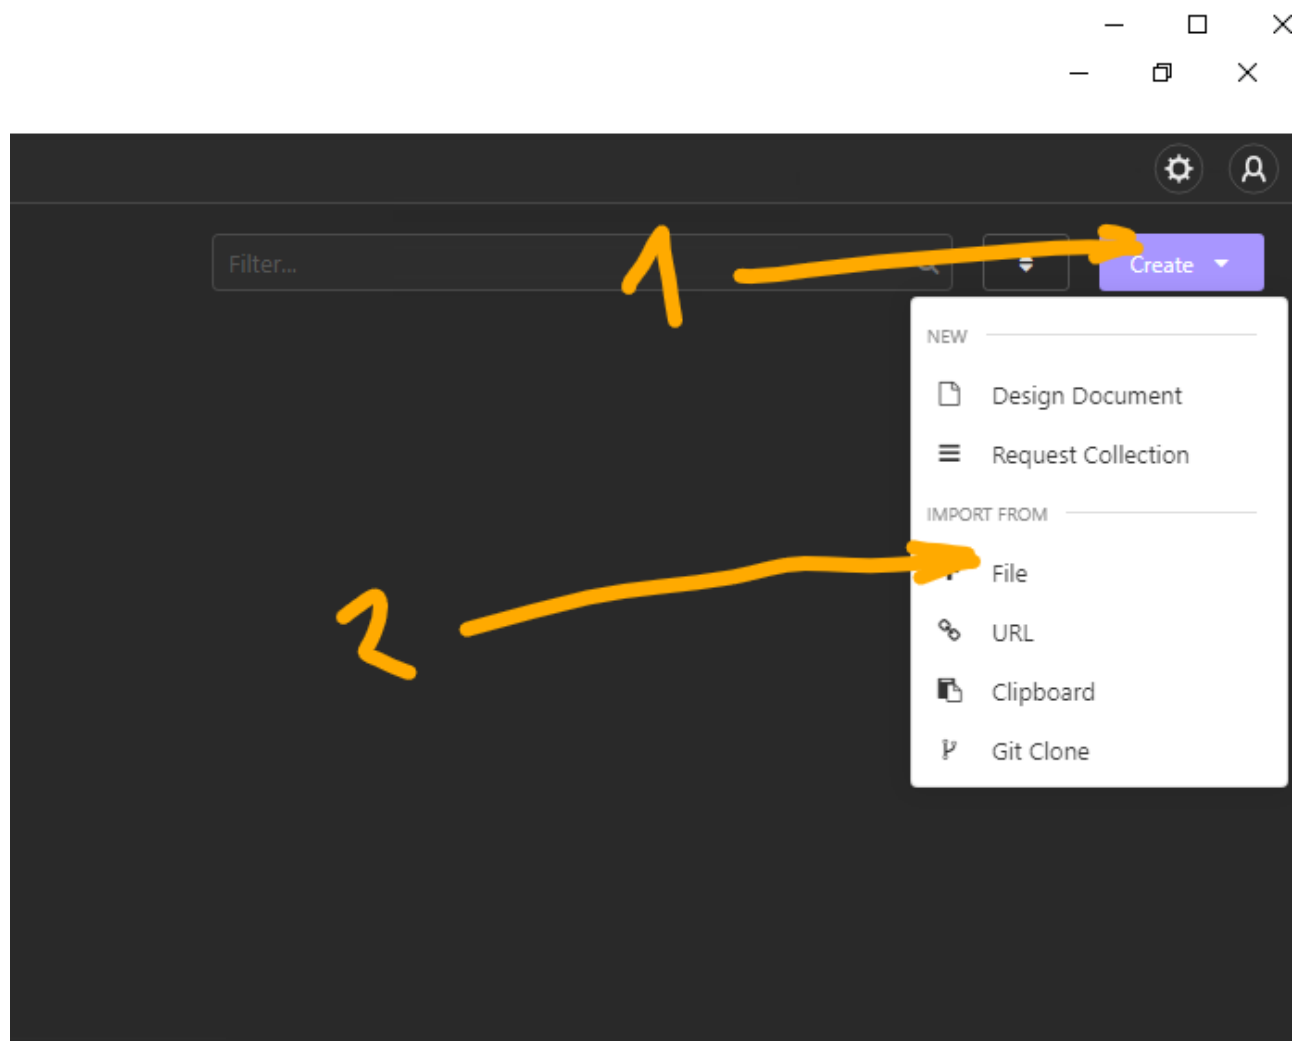 Filter...
1
Create
NEW
Design Document
Request Collection
IMPORT FROM
2
File
URL
Clipboard
Git Clone